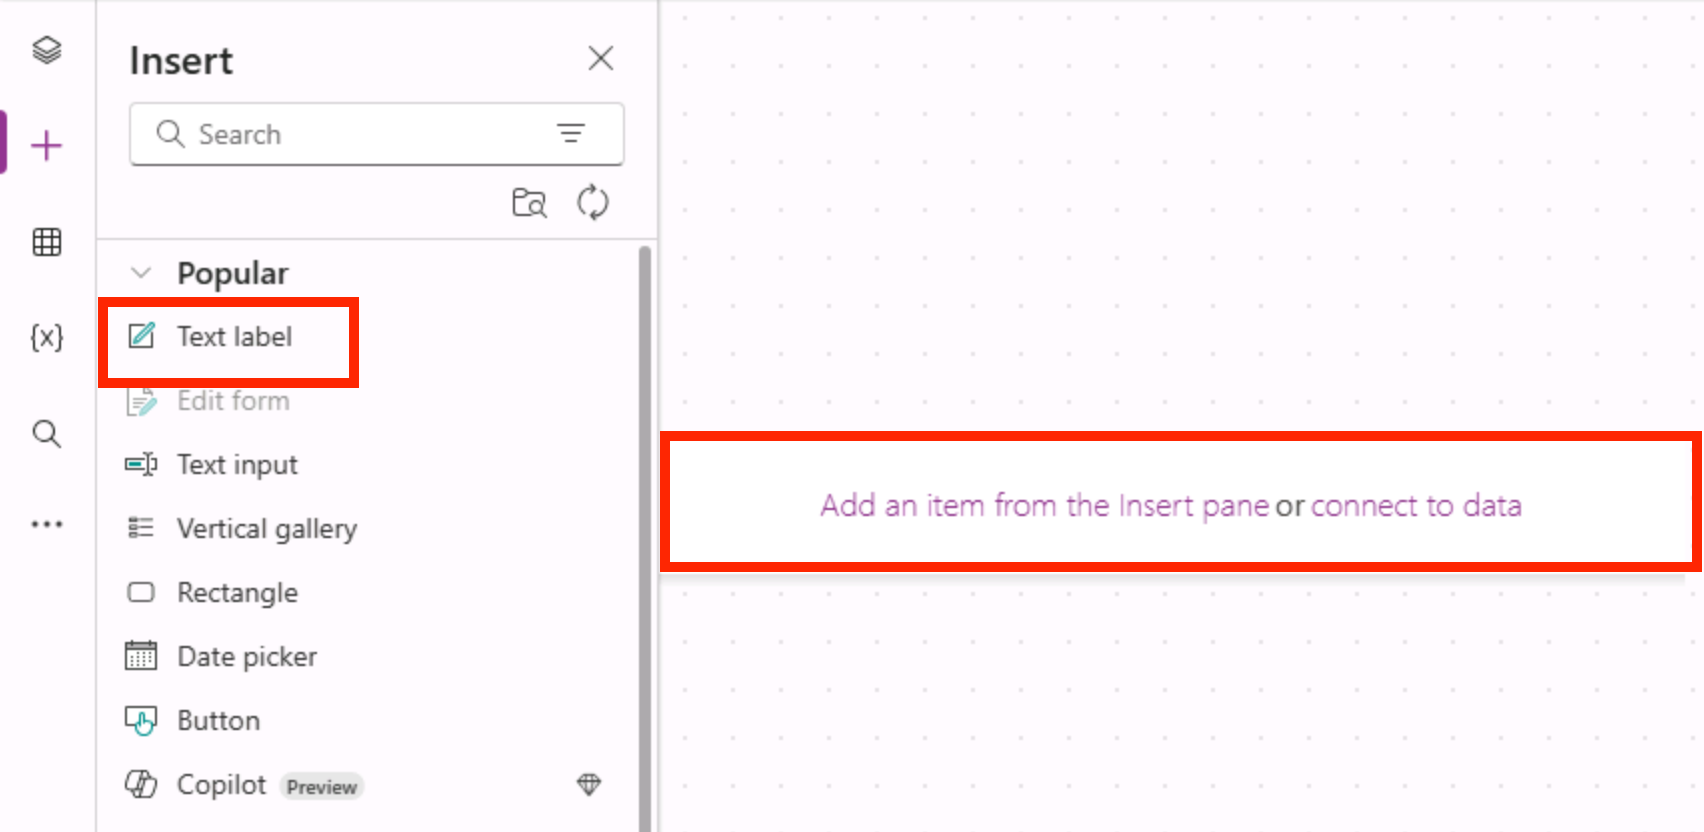 Insert
Search
Popular
Text label
Edit form
Text input
Vertical gallery
Rectangle
Date picker
Button
Copilot Preview
Add an item from the Insert pane or connect to data